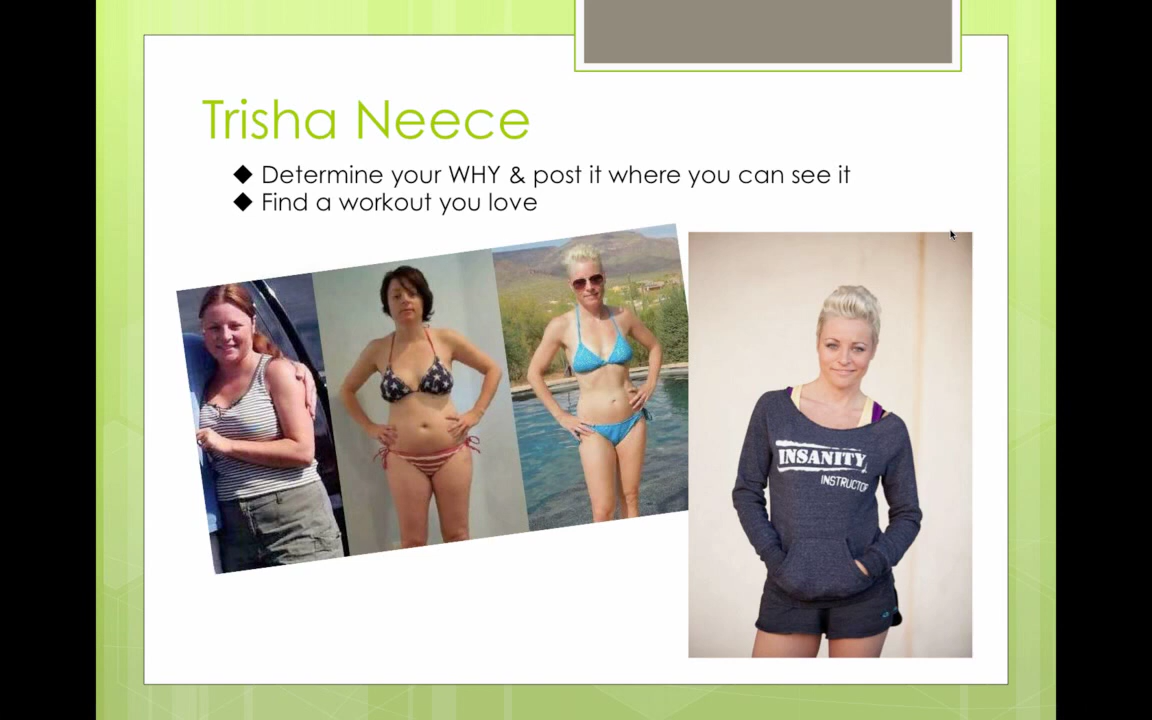 Trisha Neece
Determine your WHY & post it where you can see it
Find a workout you love
INSANITY
INSTRUCTOR